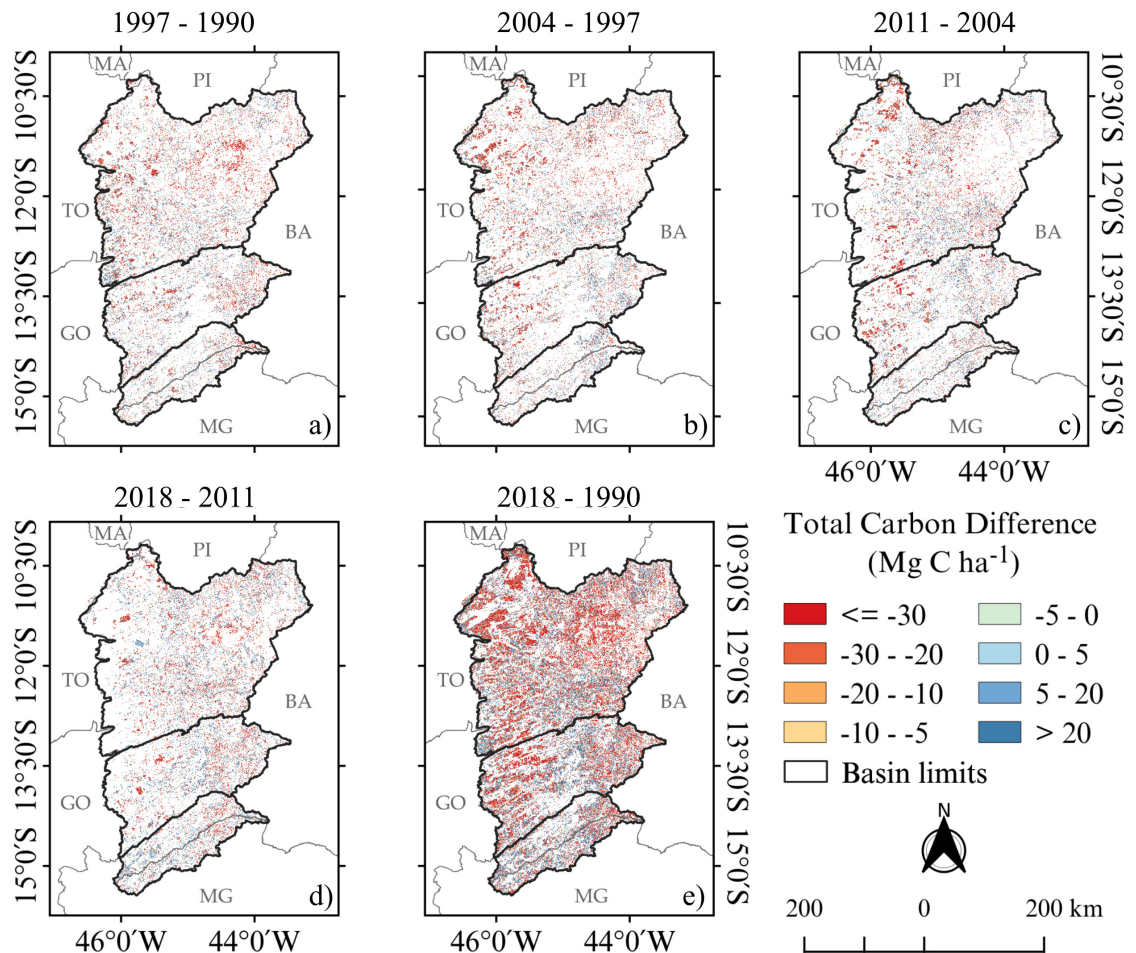 1997 - 1990
2004 - 1997
2011 - 2004
MA
PI
TO
BA
GO
MG
a)
10°30′S
12°0′S
13°30′S
15°0′S
PI
TO
BA
GO
MG
b)
MA
PI
TO
BA
GO
MG
c)
10°30′S
12°0′S
13°30′S
15°0′S
46°0′W
44°0′W
2018 - 2011
2018 - 1990
MA
PI
TO
BA
GO
MG
d)
10°30′S
12°0′S
13°30′S
15°0′S
46°0′W
44°0′W
MA
PI
TO
BA
GO
MG
e)
10°30′S
12°0′S
13°30′S
15°0′S
46°0′W
44°0′W
Total Carbon Difference
(Mg C ha⁻¹)
<= -30
-30 - -20
-20 - -10
-10 - -5
-5 - 0
0 - 5
5 - 20
> 20
Basin limits
N
200
0
200 km